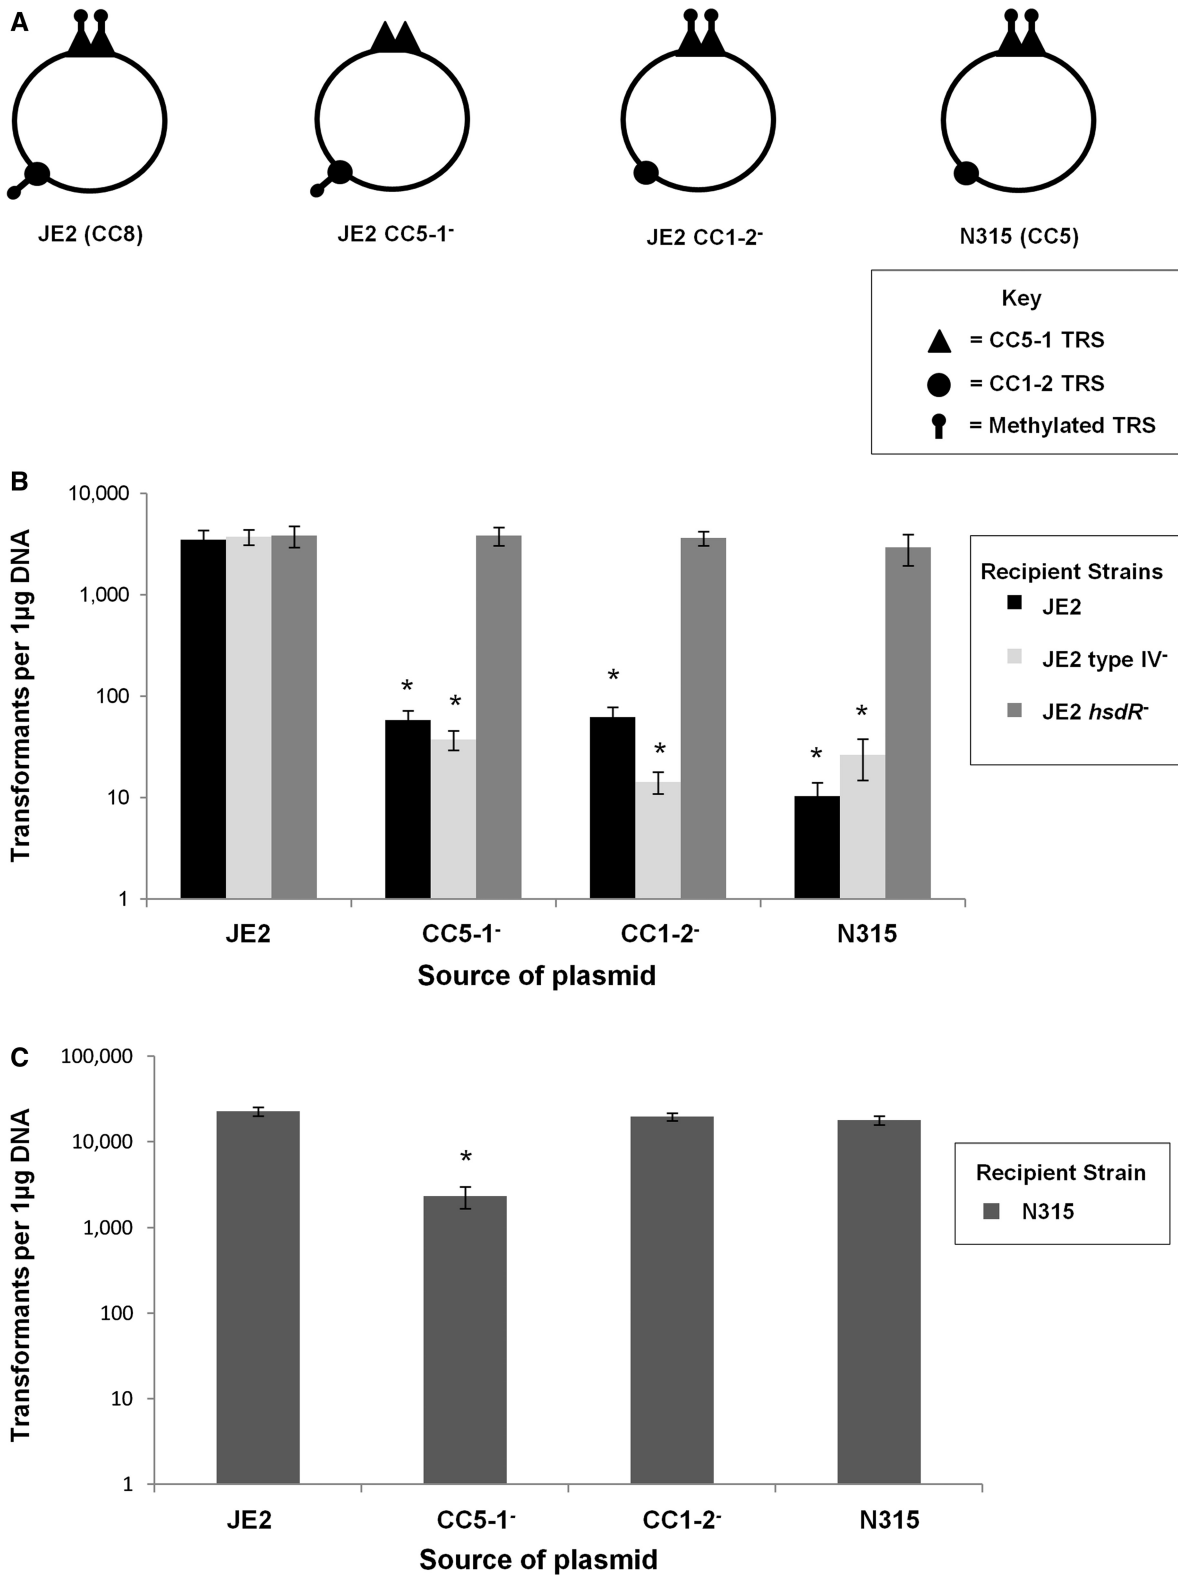 A
JE2 (CC8)
JE2 CC5-1-
JE2 CC1-2-
N315 (CC5)
Key
= CC5-1 TRS
= CC1-2 TRS
= Methylated TRS
B
Transformants per 1µg DNA
10,000
1,000
100
10
1
* * * * * *
JE2
CC5-1-
CC1-2-
N315
Source of plasmid
Recipient Strains
JE2
JE2 type IV-
JE2 hsdR-
C
Transformants per 1µg DNA
100,000
10,000
1,000
100
10
1
*
JE2
CC5-1-
CC1-2-
N315
Source of plasmid
Recipient Strain
N315